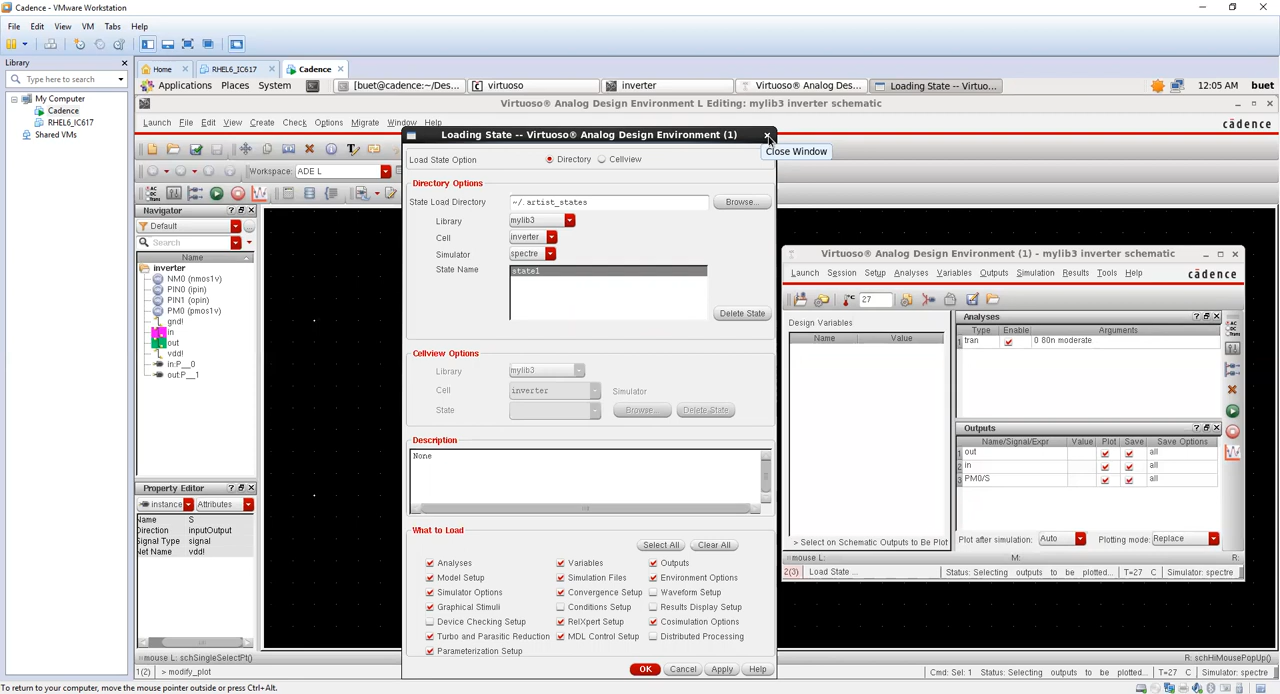 Cadence - VMware Workstation
File Edit View VM Tabs Help
Library
Type here to search
My Computer
Cadence
RHEL6_IC617
Shared VMs
Home RHEL6_IC617 Cadence
Applications Places System [buet@cadence:~/Des... virtuoso inverter Virtuoso® Analog Des... Loading State -- Virtuo... 12:05 AM buet
Virtuoso® Analog Design Environment L Editing: mylib3 inverter schematic
Launch File Edit View Create Check Options Migrate Window Help
cādence
Workspace: ADE L
Navigator
Default
Search
Name
inverter
NM0 (nmos1v)
PIN0 (ipin)
PIN1 (opin)
PM0 (pmos1v)
gnd!
in
out
vdd!
in:P__0
out:P__1
Property Editor
instance Attributes
Name S
Direction inputOutput
Signal Type signal
Net Name vdd!
Loading State -- Virtuoso® Analog Design Environment (1)
Close Window
Load State Option Directory Cellview
Directory Options
State Load Directory ~/.artist_states Browse...
Library mylib3
Cell inverter
Simulator spectre
State Name state1
Delete State
Cellview Options
Library mylib3
Cell inverter Simulator
State Browse... Delete State
Description
None
What to Load
Select All Clear All
Analyses Variables Outputs
Model Setup Simulation Files Environment Options
Simulator Options Convergence Setup Waveform Setup
Graphical Stimuli Conditions Setup Results Display Setup
Device Checking Setup RelXpert Setup Cosimulation Options
Turbo and Parasitic Reduction MDL Control Setup Distributed Processing
Parameterization Setup
OK Cancel Apply Help
Virtuoso® Analog Design Environment (1) - mylib3 inverter schematic
Launch Session Setup Analyses Variables Outputs Simulation Results Tools Help
cādence
27
Design Variables
Name Value
> Select on Schematic Outputs to Be Plot
Analyses
Type Enable Arguments
1 tran 0 80n moderate
Outputs
Name/Signal/Expr Value Plot Save Save Options
1 out all
2 in all
3 PM0/S all
Plot after simulation: Auto Plotting mode: Replace
mouse L: M: R:
2(3) Load State ... Status: Selecting outputs to be plotted... T=27 C Simulator: spectre
AC
DC
Trans
mouse L: schSingleSelectPt() R: schHiMousePopUp()
1(2) > modify_plot Cmd: Sel: 1 Status: Selecting outputs to be plotted... T=27 C Simulator: spectre
To return to your computer, move the mouse pointer outside or press Ctrl+Alt.